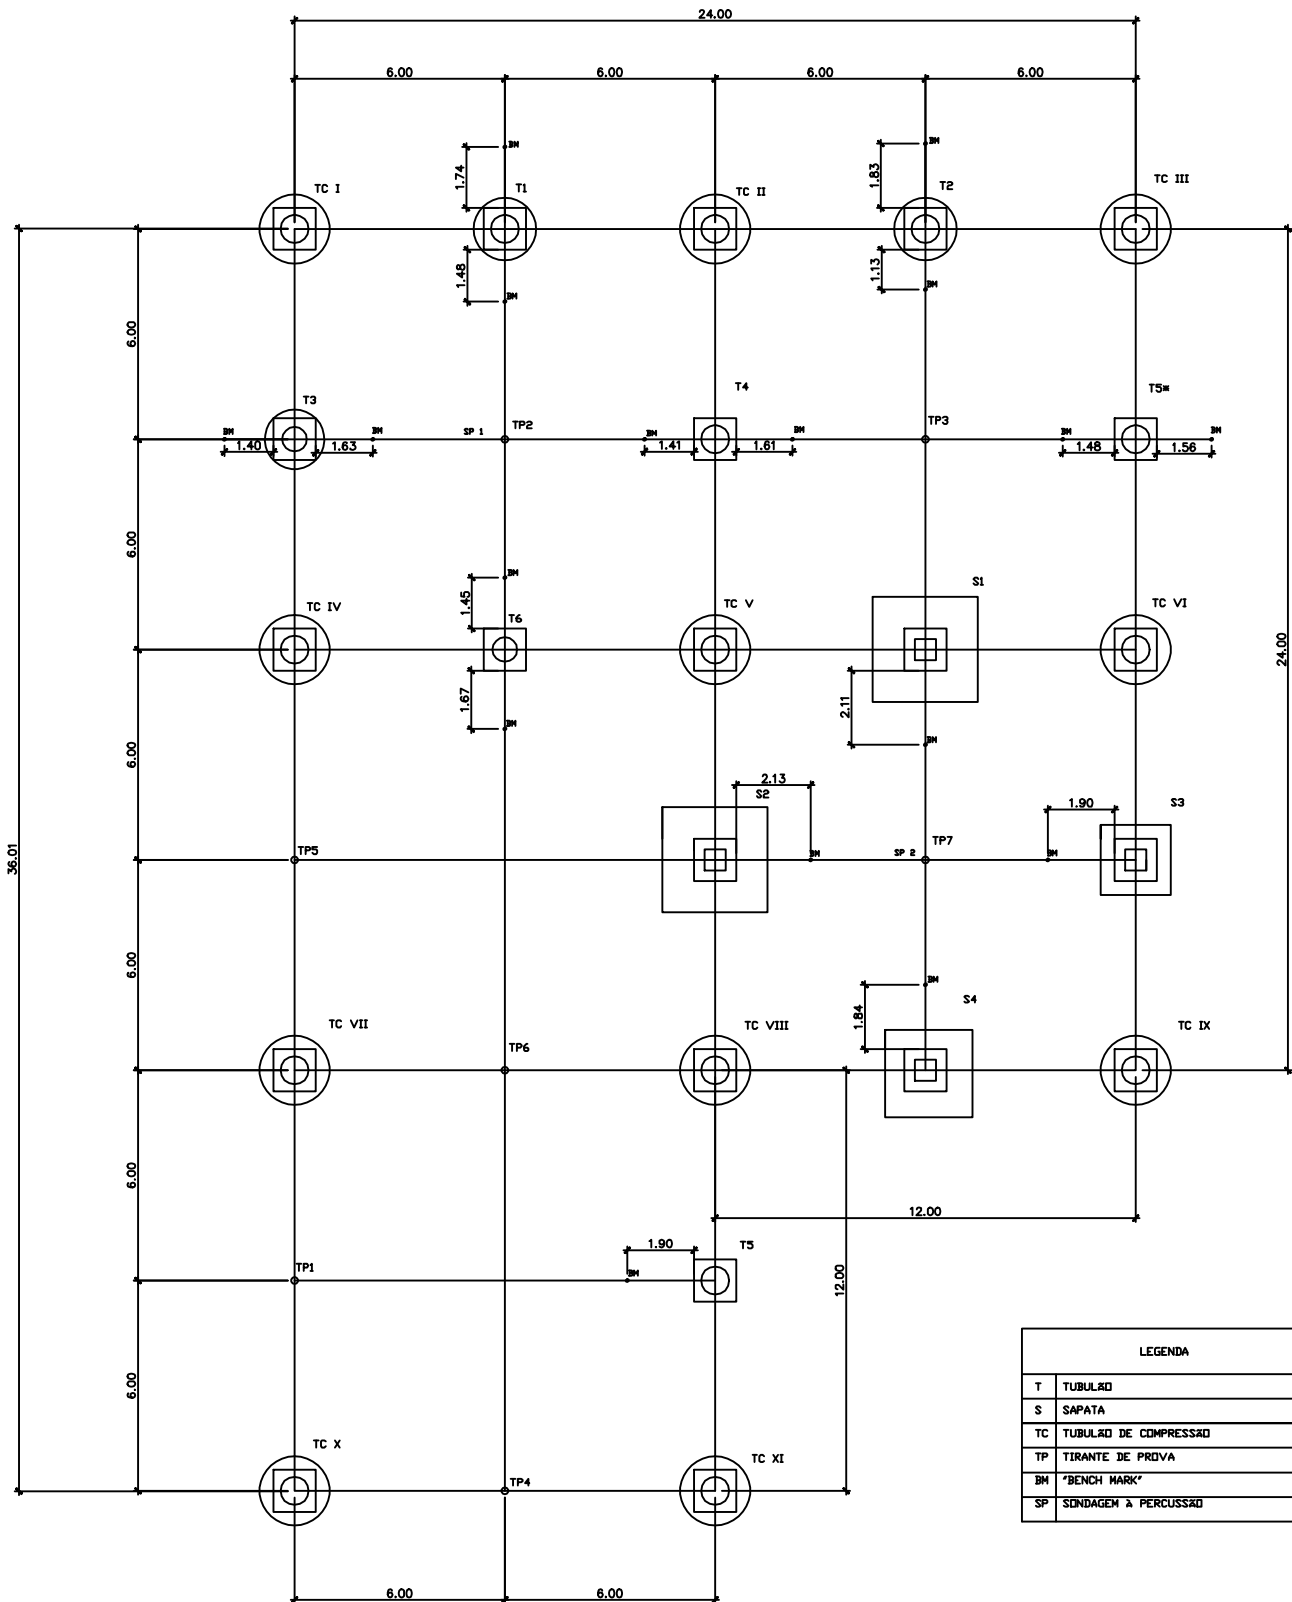 24.00
6.00 6.00 6.00 6.00
BM BM
1.74 1.83
TC I T1 TC II T2 TC III
1.48 1.13
BM BM
6.00
T3 T4 T5*
BM BM SP 1 TP2 BM BM TP3 BM BM
1.40 1.63 1.41 1.61 1.48 1.56
6.00
BM S1
1.45
TC IV T6 TC V TC VI
24.00
1.67 2.11
BM BM
6.00
2.13
S2 1.90 S3
36.01
TP5 BM SP 2 TP7 BM
6.00
BM
1.84 S4
TC VII TC VIII TC IX
TP6
6.00
12.00
1.90 T5
TP1 BM
12.00
6.00
TC X TC XI
TP4
6.00 6.00
LEGENDA
T TUBULÃO
S SAPATA
TC TUBULÃO DE COMPRESSÃO
TP TIRANTE DE PROVA
BM "BENCH MARK"
SP SONDAGEM À PERCUSSÃO